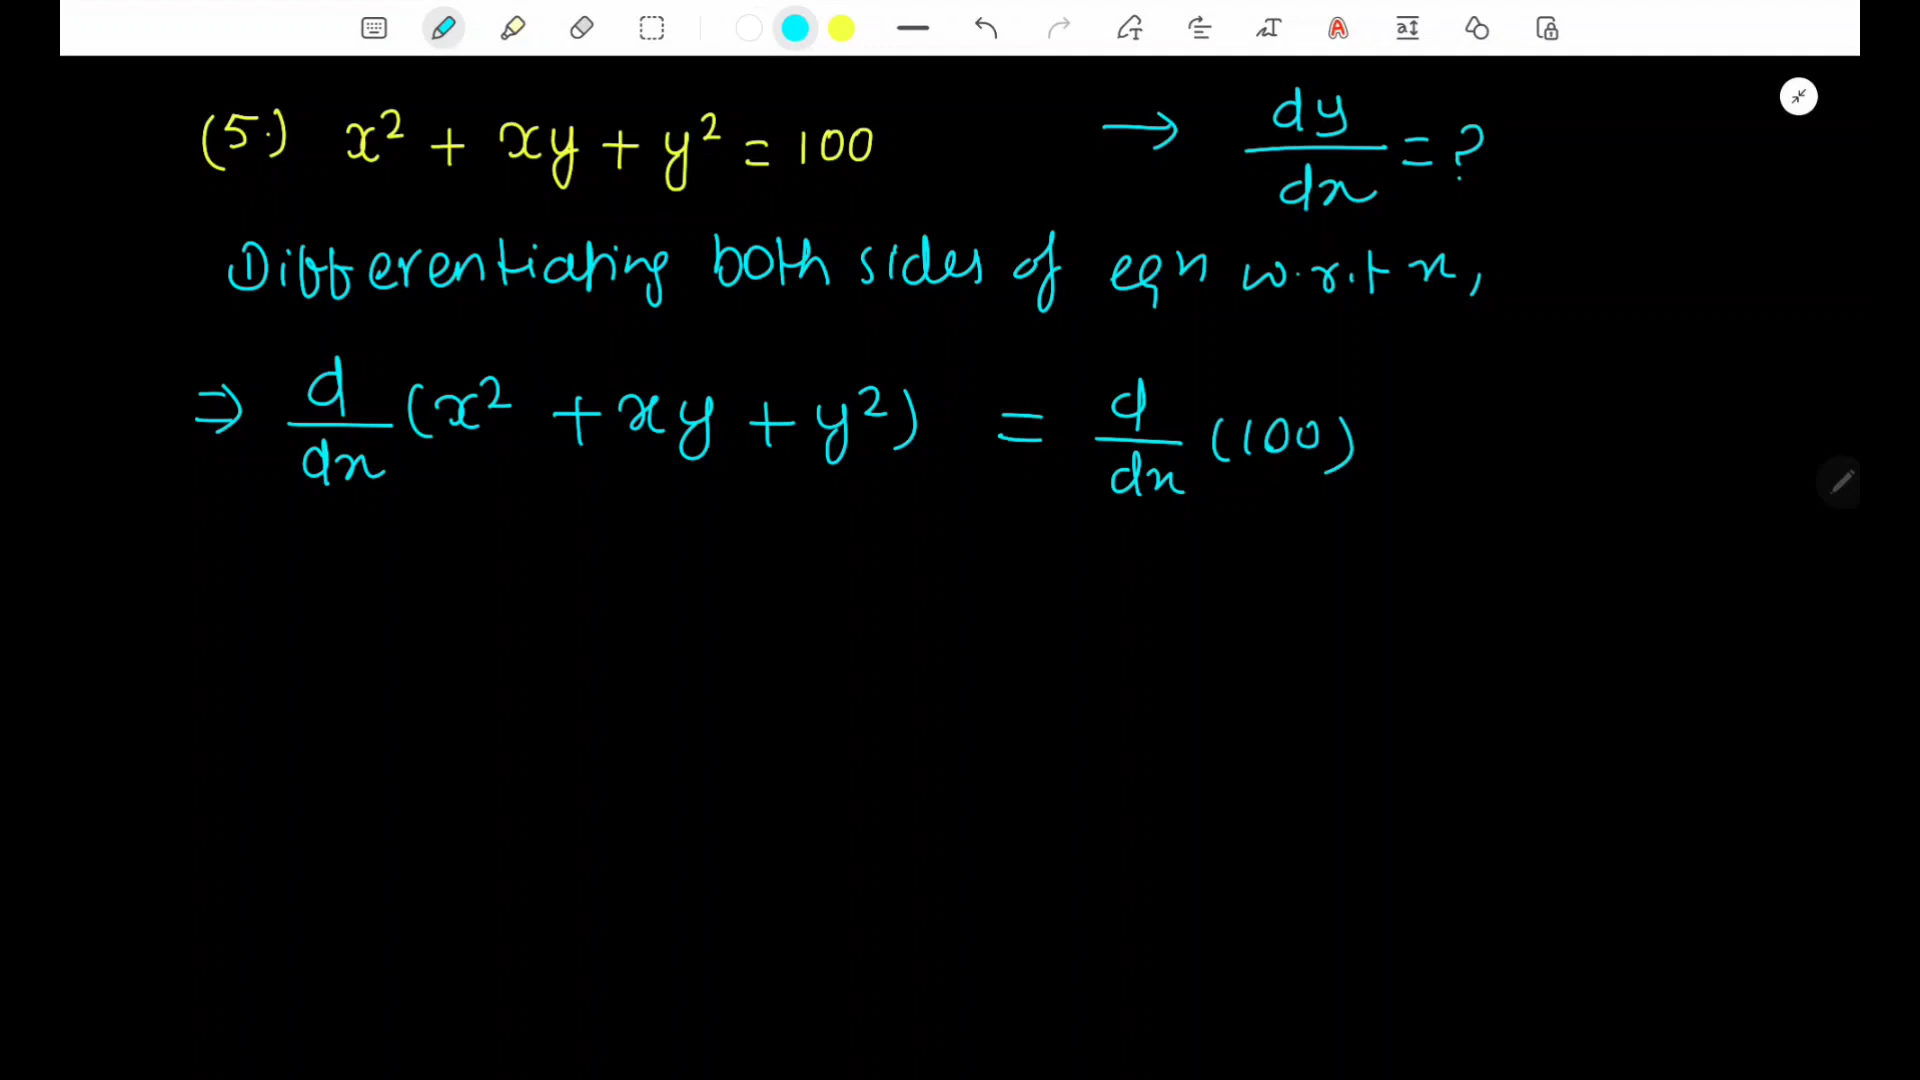 (5.) x² + xy + y² = 100 → dy/dx = ?
Differentiating both sides of eqn w.r.t x,
⇒ d/dx (x² + xy + y²) = d/dx (100)